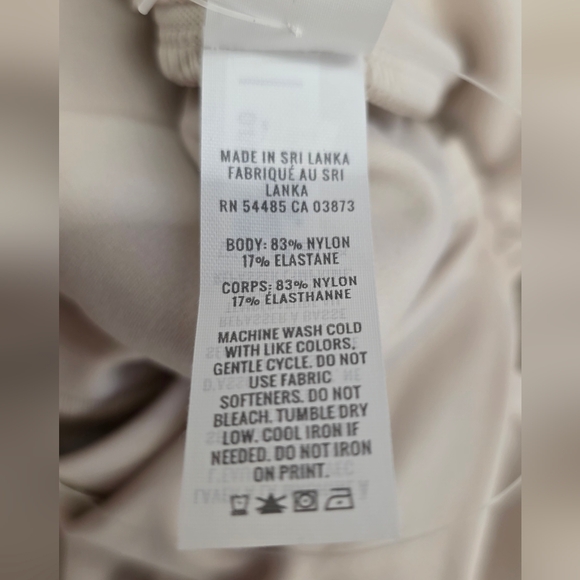 MADE IN SRI LANKA
FABRIQUÉ AU SRI
LANKA
RN 54485 CA 03873
BODY: 83% NYLON
17% ELASTANE
CORPS: 83% NYLON
17% ÉLASTHANNE
MACHINE WASH COLD
WITH LIKE COLORS,
GENTLE CYCLE. DO NOT
USE FABRIC
SOFTENERS. DO NOT
BLEACH. TUMBLE DRY
LOW. COOL IRON IF
NEEDED. DO NOT IRON
ON PRINT.